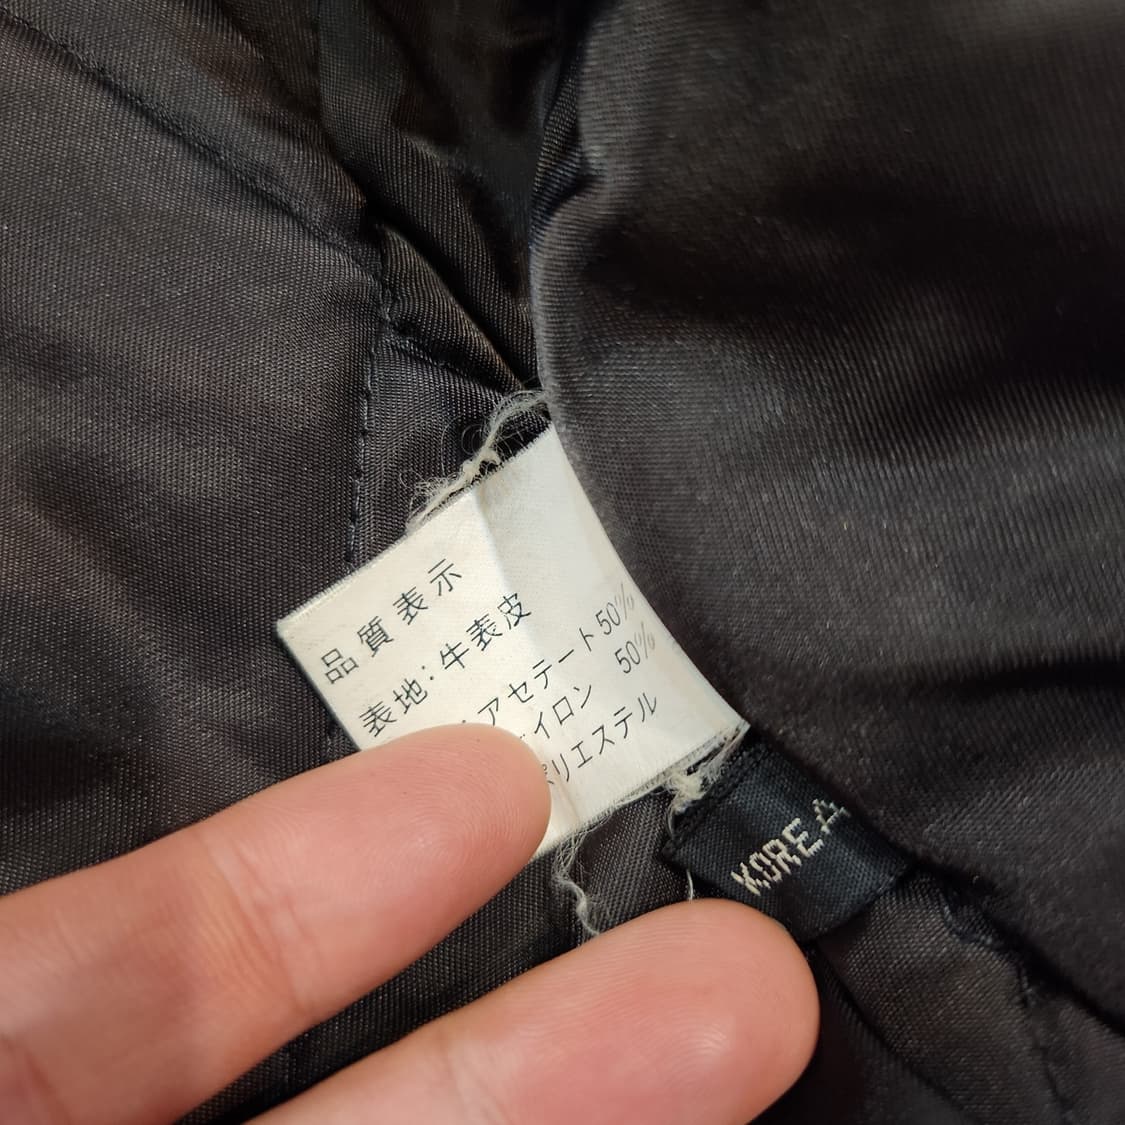 品質表示
表地:牛表皮
:アセテート50%
イロン 50%
リエステル
KOREA